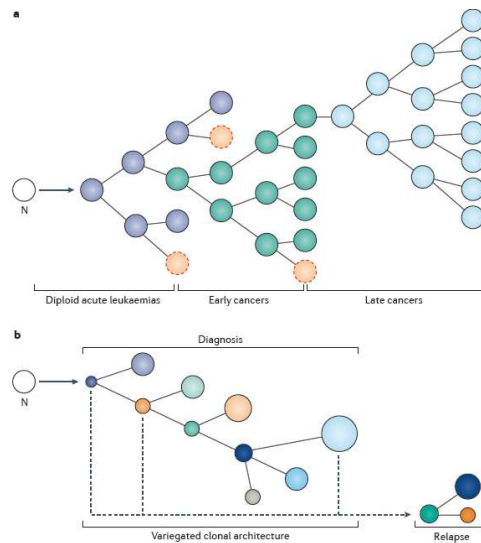 a
N
Diploid acute leukaemias
Early cancers
Late cancers
b
Diagnosis
N
Variegated clonal architecture
Relapse